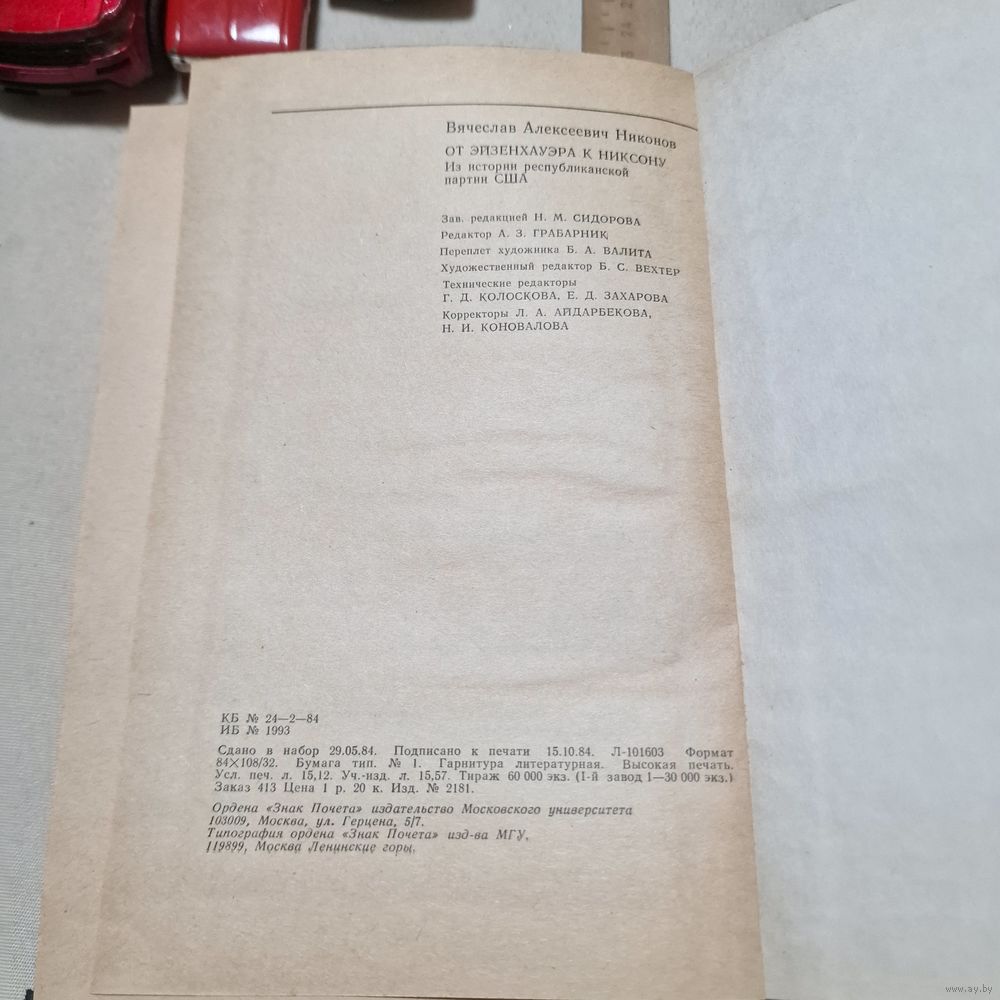 Вячеслав Алексеевич Никонов
ОТ ЭЙЗЕНХАУЭРА К НИКСОНУ
Из истории республиканской
партии США
Зав. редакцией Н. М. СИДОРОВА
Редактор А. З. ГРАБАРНИК
Переплет художника Б. А. ВАЛИТА
Художественный редактор Б. С. ВЕХТЕР
Технические редакторы
Г. Д. КОЛОСКОВА, Е. Д. ЗАХАРОВА
Корректоры Л. А. АЙДАРБЕКОВА,
Н. И. КОНОВАЛОВА
КБ № 24—2—84
ИБ № 1993
Сдано в набор 29.05.84. Подписано к печати 15.10.84. Л-101603 Формат
84×108/32. Бумага тип. № 1. Гарнитура литературная. Высокая печать.
Усл. печ. л. 15,12. Уч.-изд. л. 15,57. Тираж 60 000 экз. (1-й завод 1—30 000 экз.)
Заказ 413 Цена 1 р. 20 к. Изд. № 2181.
Ордена «Знак Почета» издательство Московского университета
103009, Москва, ул. Герцена, 5/7.
Типография ордена «Знак Почета» изд-ва МГУ.
119899, Москва Ленинские горы.
www.ay.by